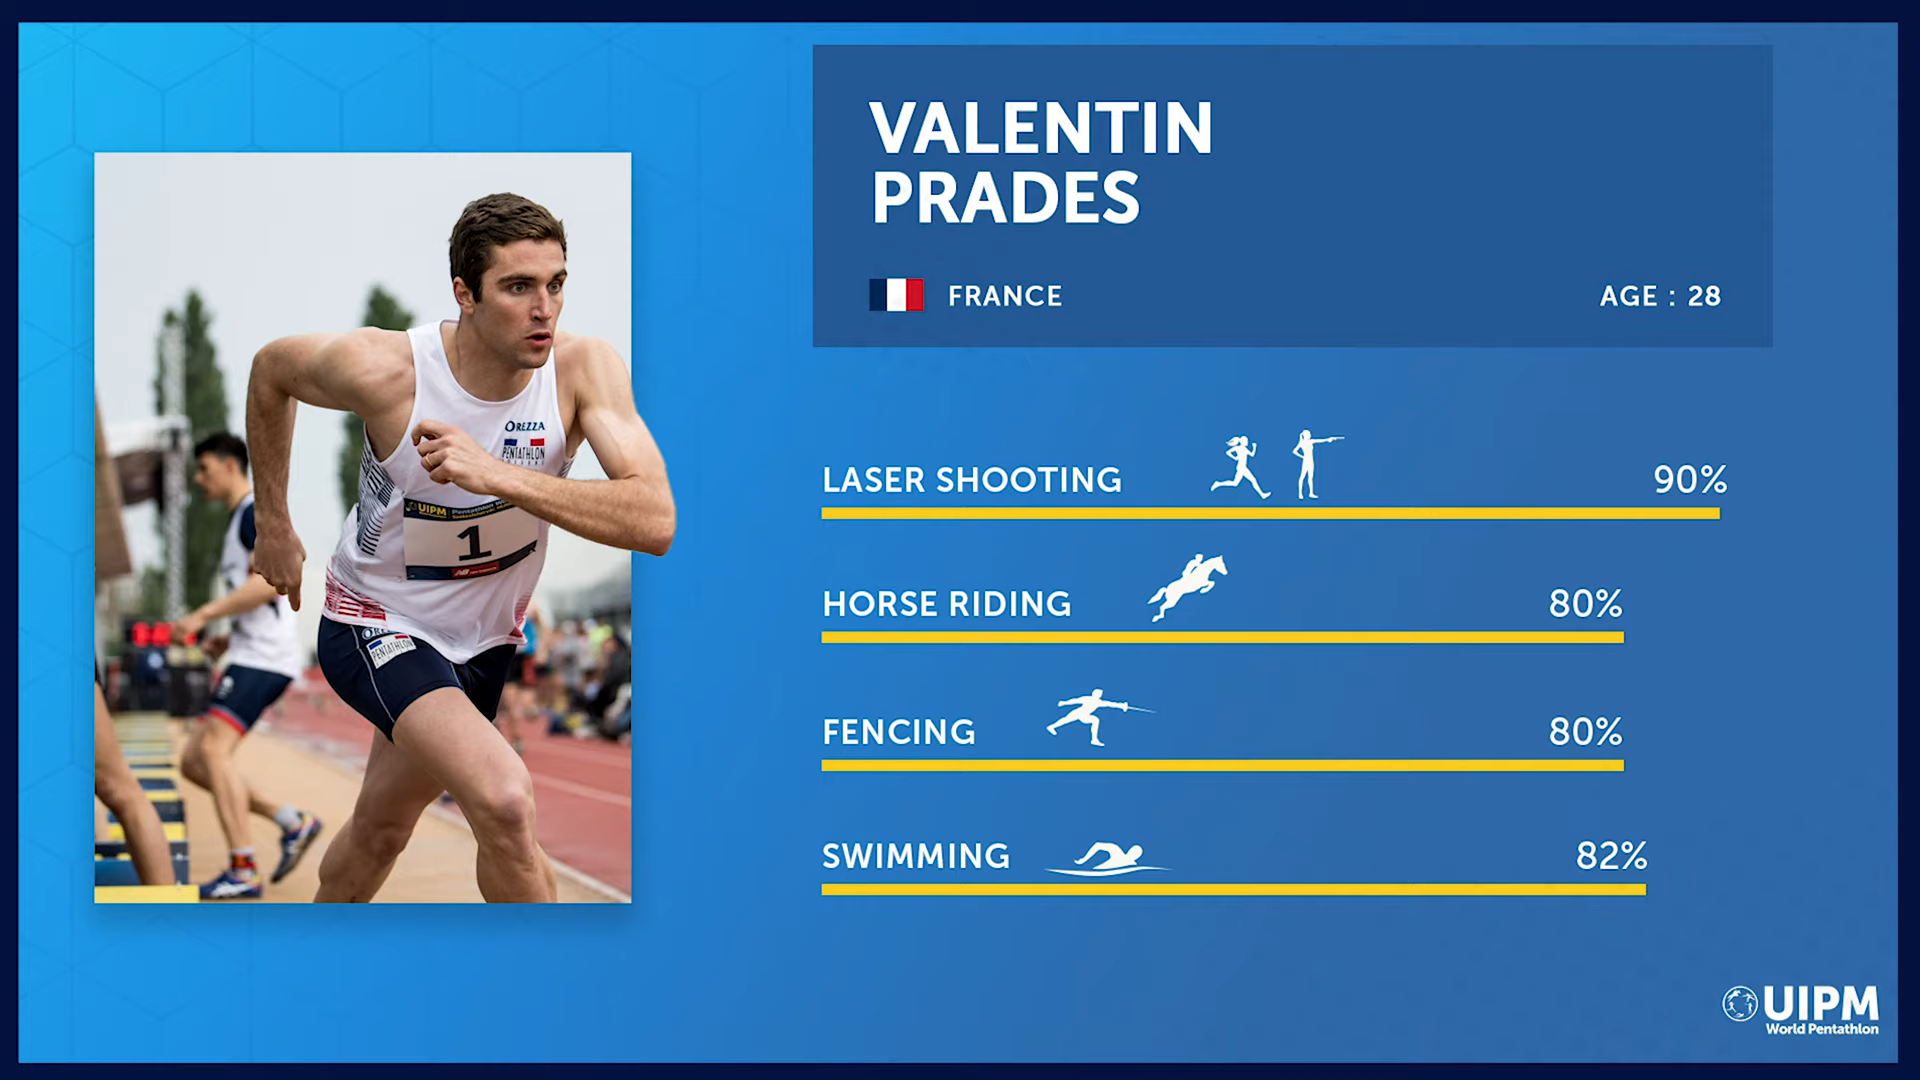 VALENTIN
PRADES
FRANCE
AGE : 28
LASER SHOOTING
90%
HORSE RIDING
80%
FENCING
80%
SWIMMING
82%
OREZZA
PENTATHLON
UIPM
1
PENTATHLON
UIPM
World Pentathlon